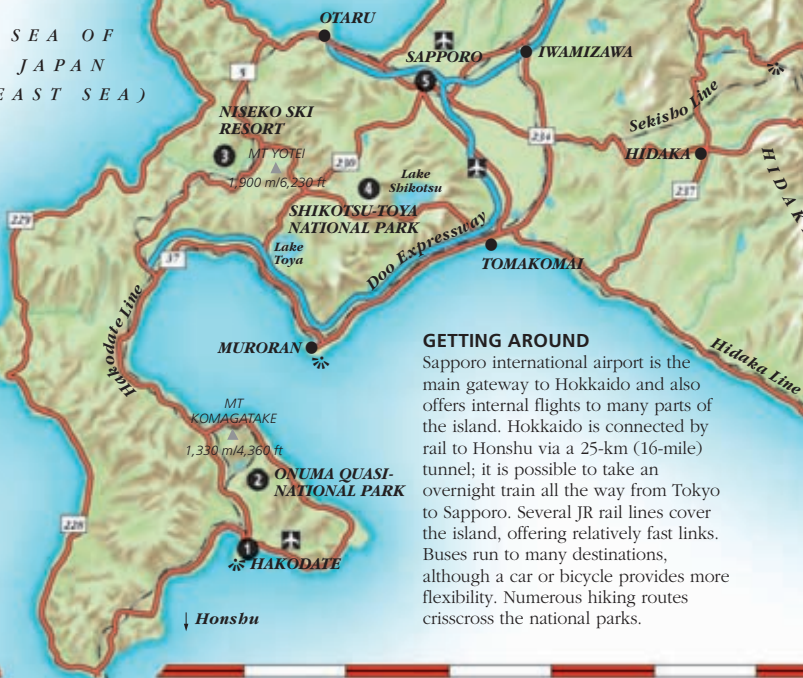 OTARU
SEA OF
JAPAN
EAST SEA)
SAPPORO
IWAMIZAWA
5
5
Sekisho Line
NISEKO SKI
RESORT
234
3
MT YOTEI
230
HIDAKA
1,900 m/6,230 ft
4
Lake
Shikotsu
237
HIDAK
SHIKOTSU-TOYA
NATIONAL PARK
229
Lake
Toya
37
Doo Expressway
TOMAKOMAI
Hakodate Line
MURORAN
Hidaka Line
GETTING AROUND
Sapporo international airport is the
main gateway to Hokkaido and also
offers internal flights to many parts of
the island. Hokkaido is connected by
rail to Honshu via a 25-km (16-mile)
tunnel; it is possible to take an
overnight train all the way from Tokyo
to Sapporo. Several JR rail lines cover
the island, offering relatively fast links.
Buses run to many destinations,
although a car or bicycle provides more
flexibility. Numerous hiking routes
crisscross the national parks.
MT
KOMAGATAKE
1,330 m/4,360 ft
2
ONUMA QUASI-
NATIONAL PARK
228
1
HAKODATE
Honshu